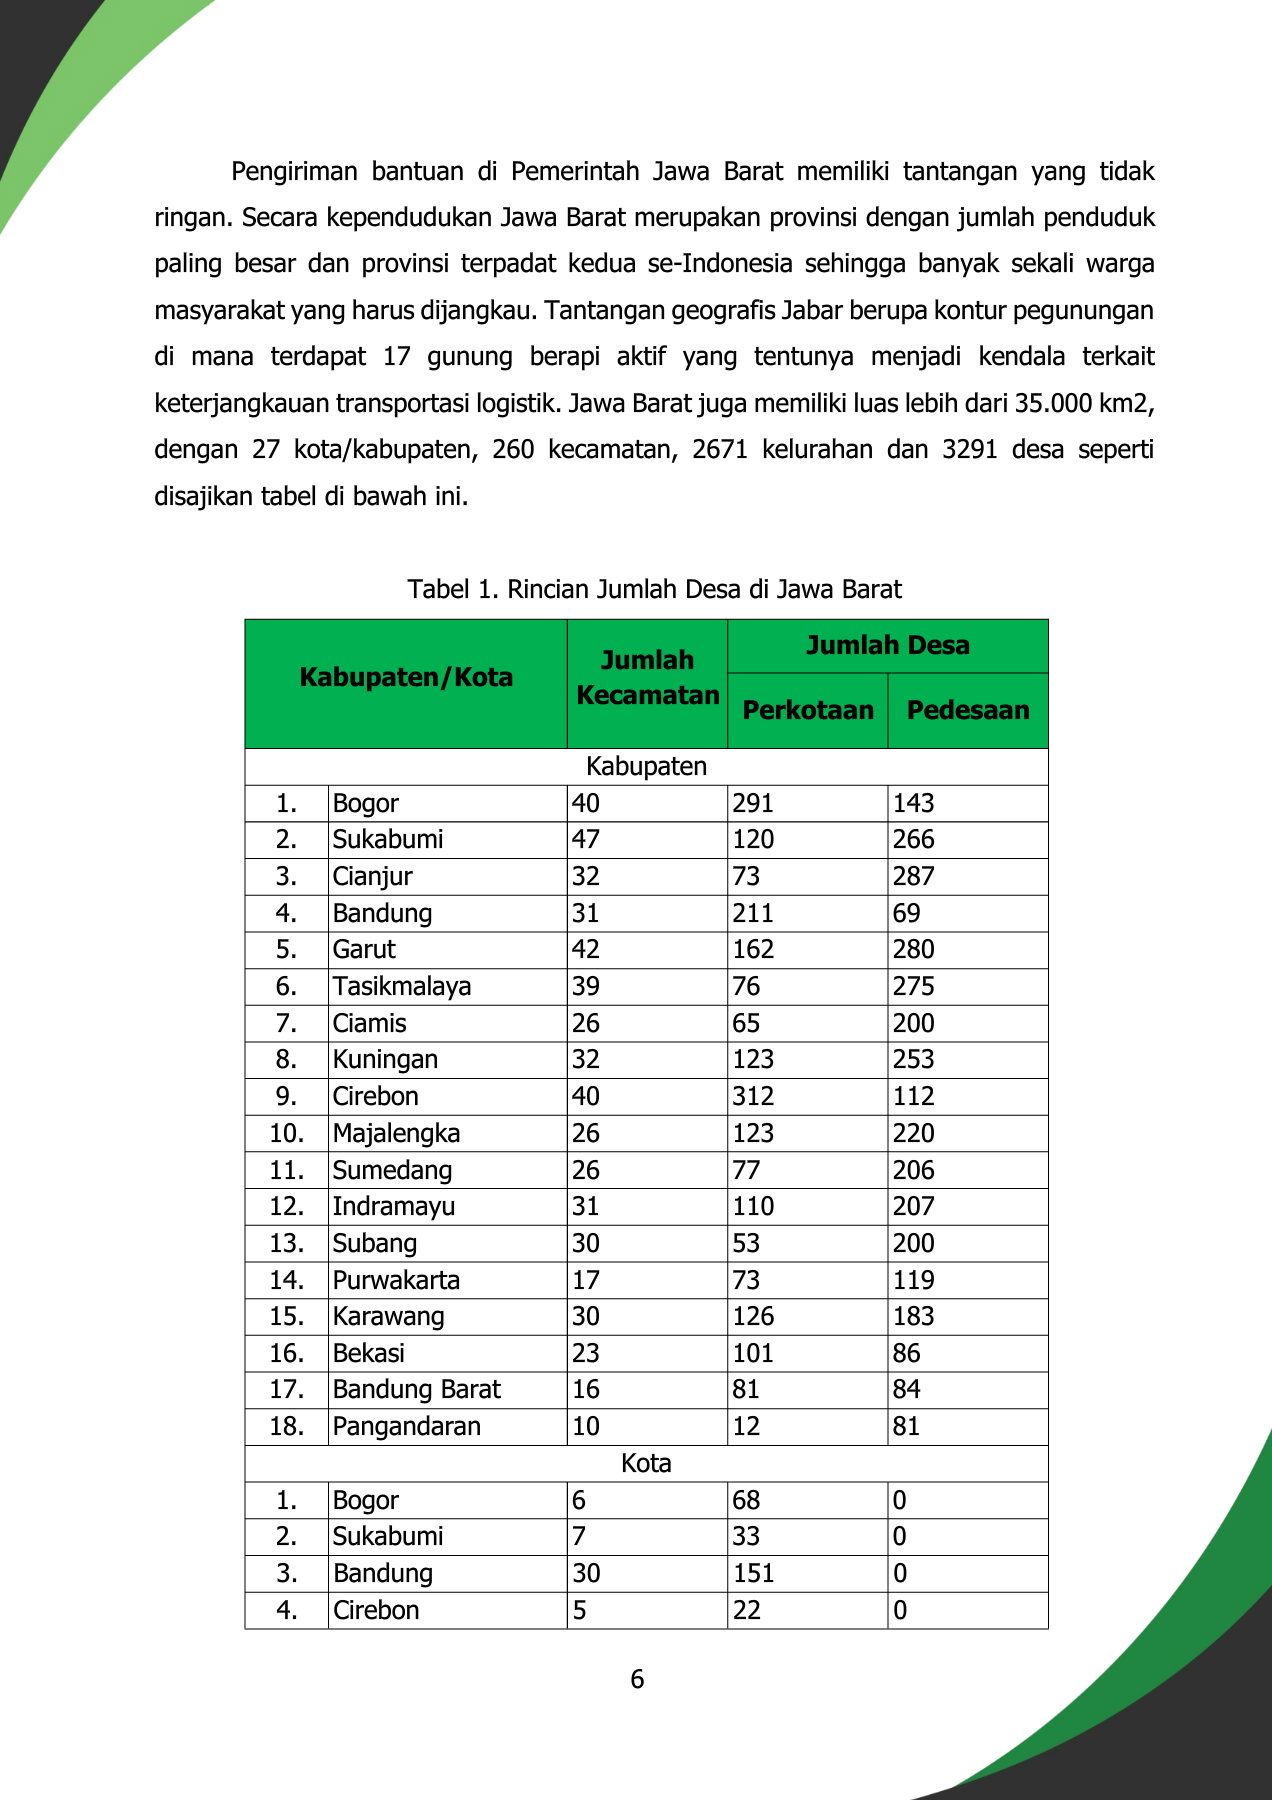 Pengiriman bantuan di Pemerintah Jawa Barat memiliki tantangan yang tidak
ringan. Secara kependudukan Jawa Barat merupakan provinsi dengan jumlah penduduk
paling besar dan provinsi terpadat kedua se-Indonesia sehingga banyak sekali warga
masyarakat yang harus dijangkau. Tantangan geografis Jabar berupa kontur pegunungan
di mana terdapat 17 gunung berapi aktif yang tentunya menjadi kendala terkait
keterjangkauan transportasi logistik. Jawa Barat juga memiliki luas lebih dari 35.000 km2,
dengan 27 kota/kabupaten, 260 kecamatan, 2671 kelurahan dan 3291 desa seperti
disajikan tabel di bawah ini.
Tabel 1. Rincian Jumlah Desa di Jawa Barat
Kabupaten/Kota Jumlah Kecamatan Jumlah Desa
Perkotaan Pedesaan
Kabupaten
1. Bogor 40 291 143
2. Sukabumi 47 120 266
3. Cianjur 32 73 287
4. Bandung 31 211 69
5. Garut 42 162 280
6. Tasikmalaya 39 76 275
7. Ciamis 26 65 200
8. Kuningan 32 123 253
9. Cirebon 40 312 112
10. Majalengka 26 123 220
11. Sumedang 26 77 206
12. Indramayu 31 110 207
13. Subang 30 53 200
14. Purwakarta 17 73 119
15. Karawang 30 126 183
16. Bekasi 23 101 86
17. Bandung Barat 16 81 84
18. Pangandaran 10 12 81
Kota
1. Bogor 6 68 0
2. Sukabumi 7 33 0
3. Bandung 30 151 0
4. Cirebon 5 22 0
6